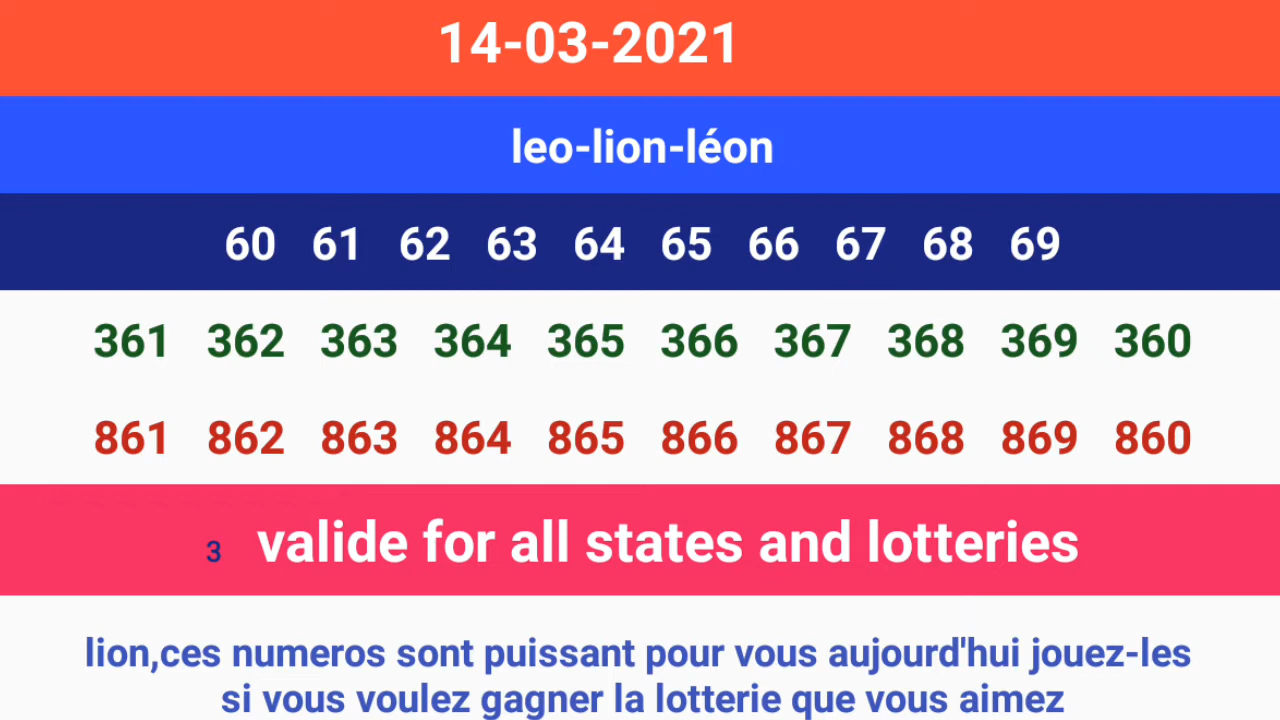 14-03-2021
leo-lion-léon
60 61 62 63 64 65 66 67 68 69
361 362 363 364 365 366 367 368 369 360
861 862 863 864 865 866 867 868 869 860
3 valide for all states and lotteries
lion,ces numeros sont puissant pour vous aujourd'hui jouez-les
si vous voulez gagner la lotterie que vous aimez